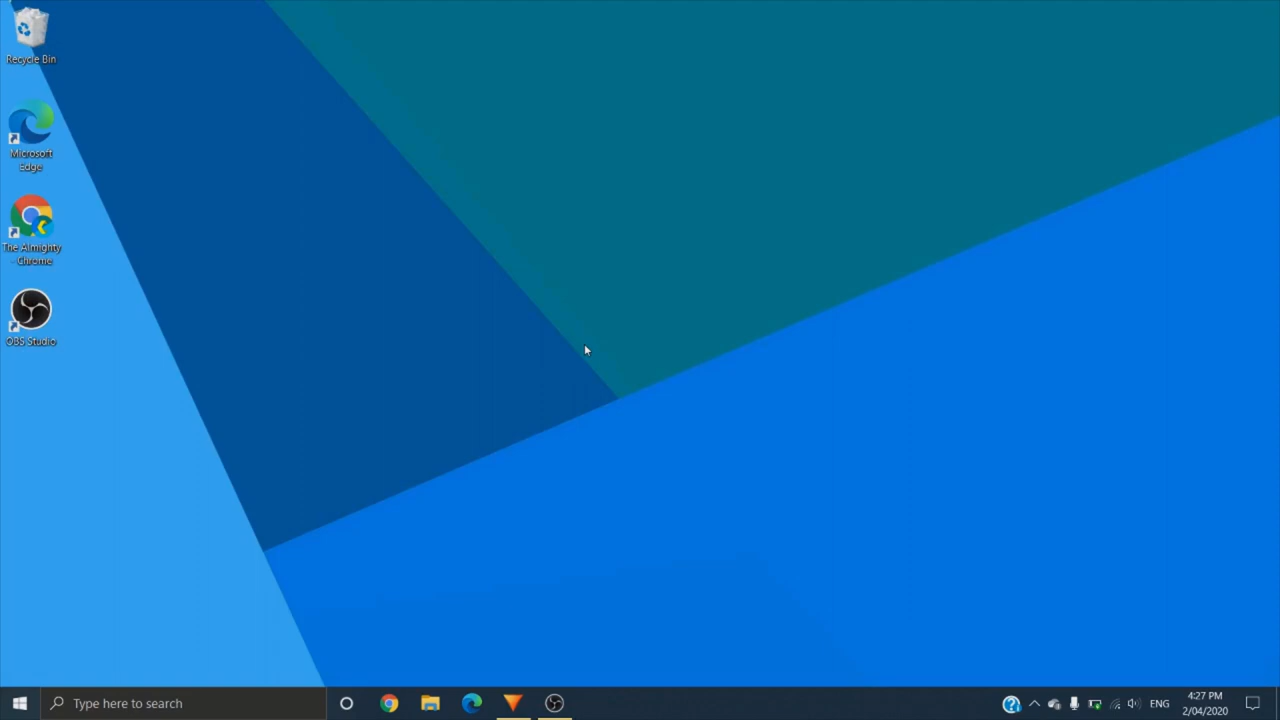 Recycle Bin
Microsoft
Edge
The Almighty
- Chrome
OBS Studio
Type here to search
ENG
4:27 PM
2/04/2020